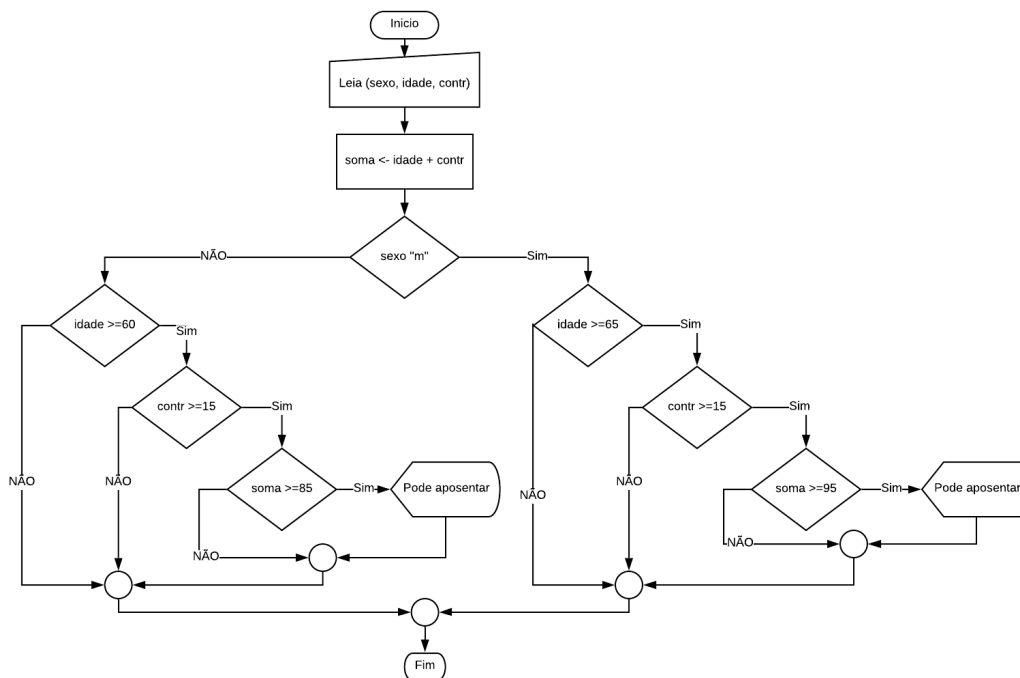 Inicio
Leia (sexo, idade, contr)
soma <- idade + contr
sexo "m"
NÃO
Sim
idade >=60
Sim
idade >=65
Sim
contr >=15
Sim
contr >=15
Sim
NÃO
NÃO
soma >=85
Sim
Pode aposentar
NÃO
NÃO
soma >=95
Sim
Pode aposentar
NÃO
NÃO
Fim